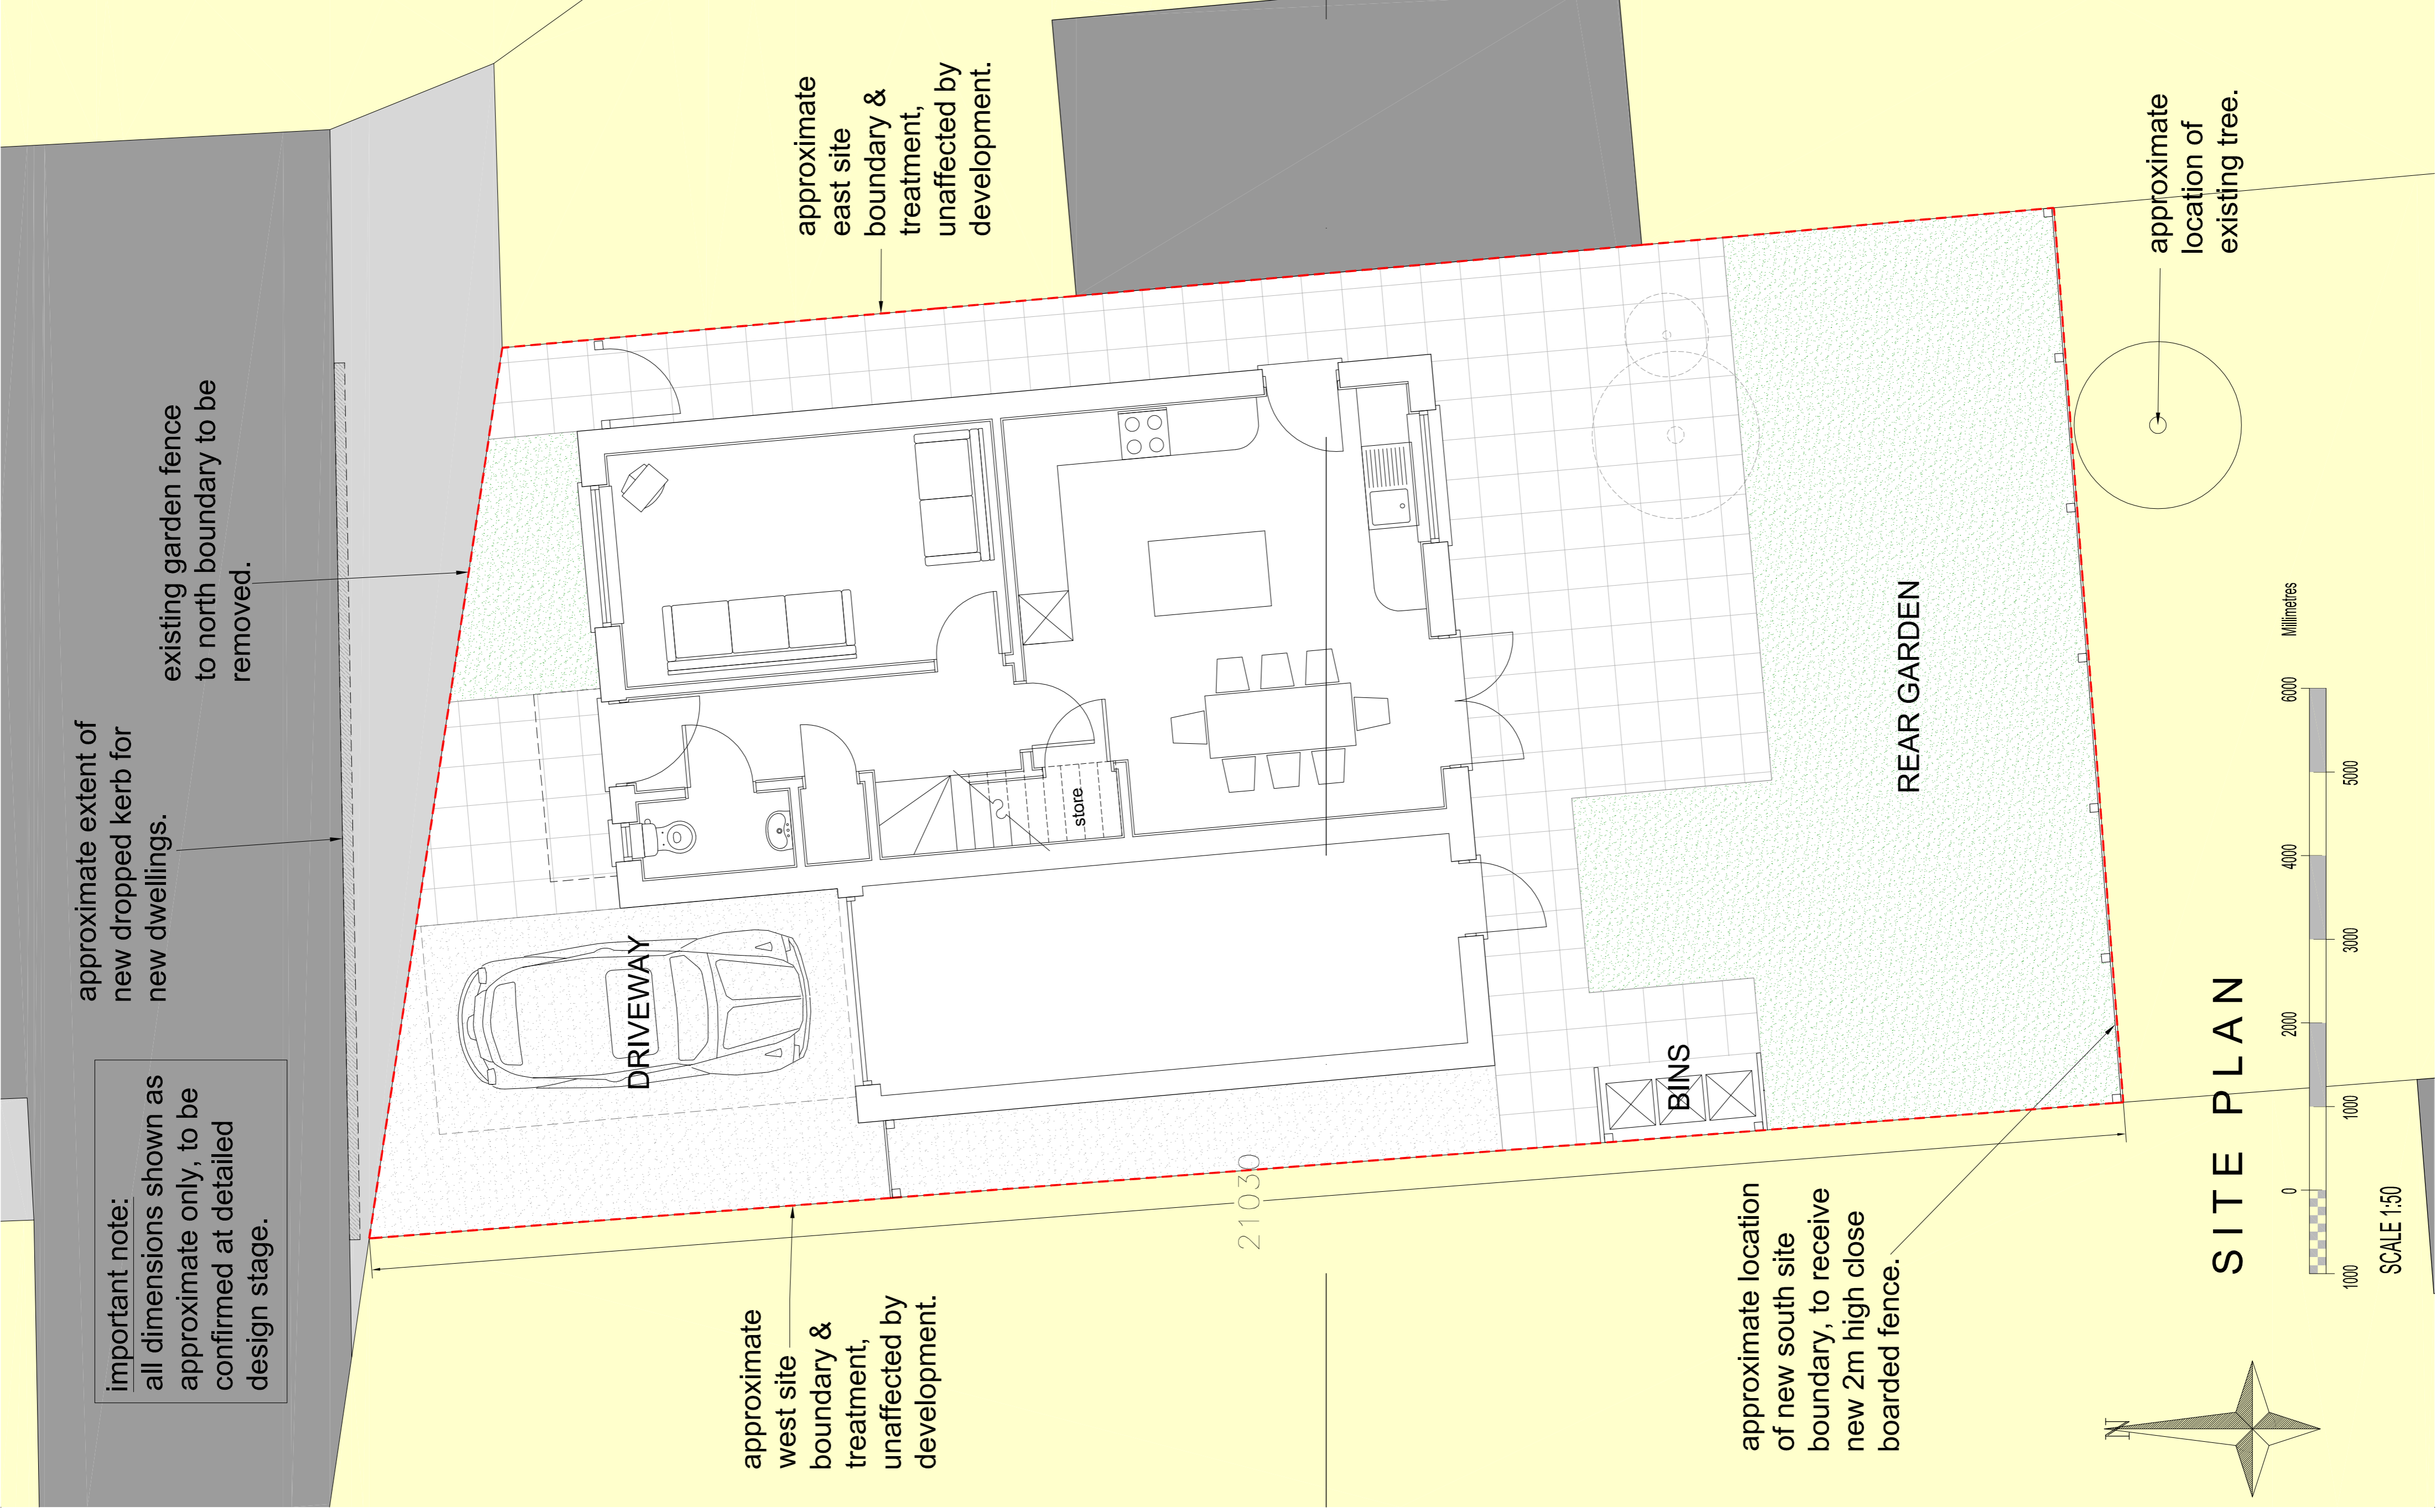 important note:
all dimensions shown as
approximate only, to be
confirmed at detailed
design stage.
approximate extent of
new dropped kerb for
new dwellings.
existing garden fence
to north boundary to be
removed.
approximate
east site
boundary &
treatment,
unaffected by
development.
approximate
west site
boundary &
treatment,
unaffected by
development.
DRIVEWAY
store
21030
BINS
REAR GARDEN
approximate
location of
existing tree.
approximate location
of new south site
boundary, to receive
new 2m high close
boarded fence.
N
SITE PLAN
1000 0 1000 2000 3000 4000 5000 6000 Millimetres
SCALE 1:50